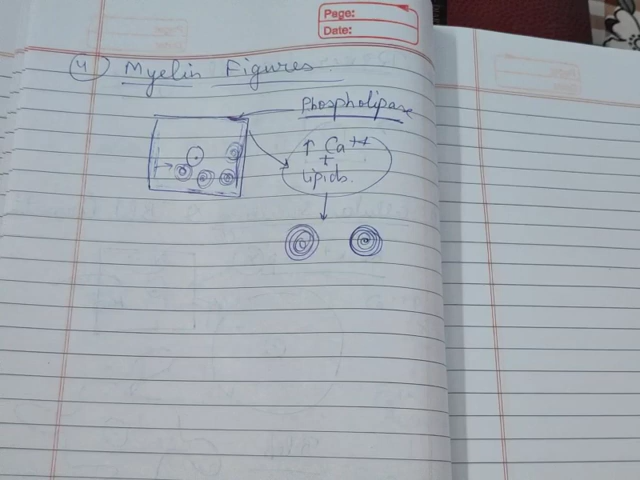 Page:
Date:
4 Myelin Figures
Phospholipase
↑ Ca++
+
lipids.